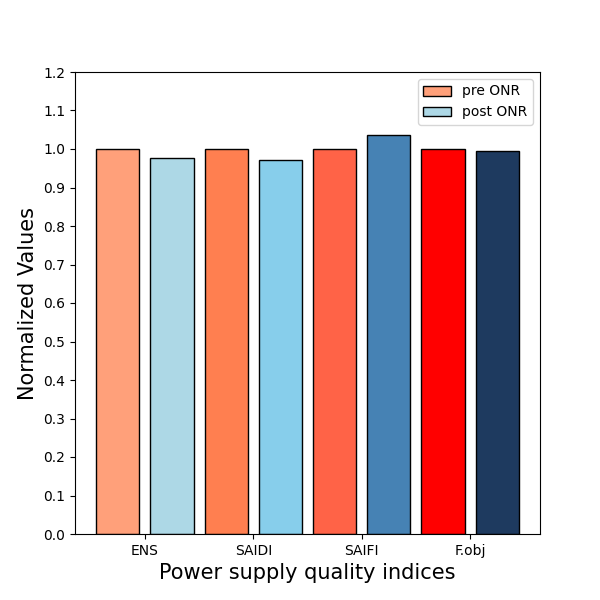 1.2
1.1
1.0
0.9
0.8
0.7
0.6
0.5
0.4
0.3
0.2
0.1
0.0
Normalized Values
pre ONR
post ONR
ENS SAIDI SAIFI F.obj
Power supply quality indices